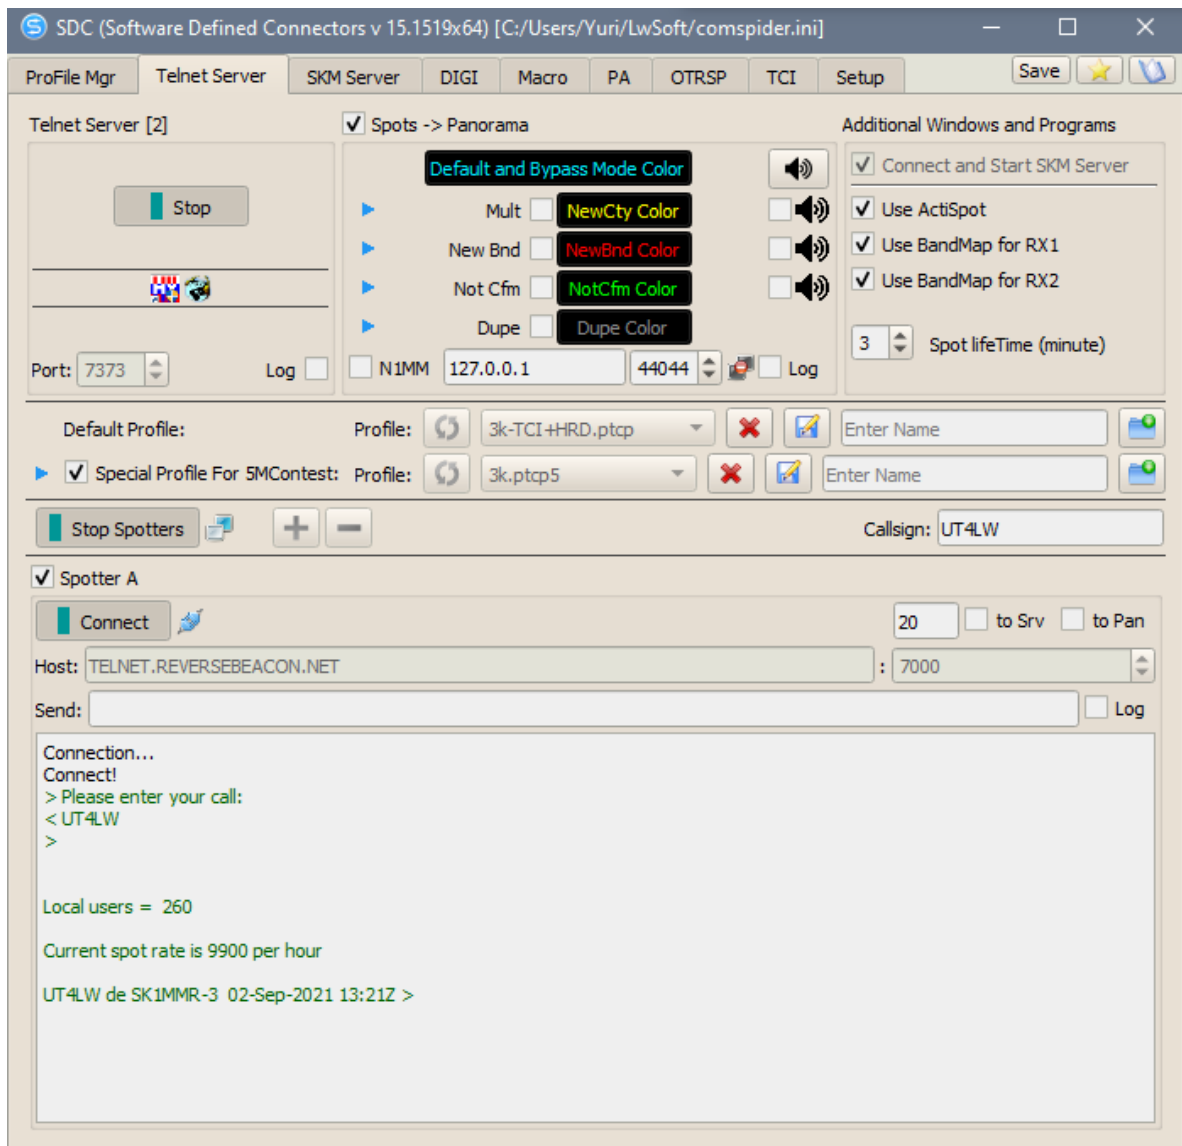 SDC (Software Defined Connectors v 15.1519x64) [C:/Users/Yuri/LwSoft/comspider.ini]
ProFile Mgr Telnet Server SKM Server DIGI Macro PA OTRSP TCI Setup Save
Telnet Server [2] Spots -> Panorama Additional Windows and Programs
Default and Bypass Mode Color Connect and Start SKM Server
Stop Mult NewCty Color Use ActiSpot
New Bnd NewBnd Color Use BandMap for RX1
Not Cfm NotCfm Color Use BandMap for RX2
Dupe Dupe Color
3 Spot lifeTime (minute)
Port: 7373 Log N1MM 127.0.0.1 44044 Log
Default Profile: Profile: 3k-TCI+HRD.ptcp Enter Name
Special Profile For 5MContest: Profile: 3k.ptcp5 Enter Name
Stop Spotters Callsign: UT4LW
Spotter A
Connect 20 to Srv to Pan
Host: TELNET.REVERSEBEACON.NET : 7000
Send: Log
Connection...
Connect!
> Please enter your call:
< UT4LW
>
Local users = 260
Current spot rate is 9900 per hour
UT4LW de SK1MMR-3 02-Sep-2021 13:21Z >